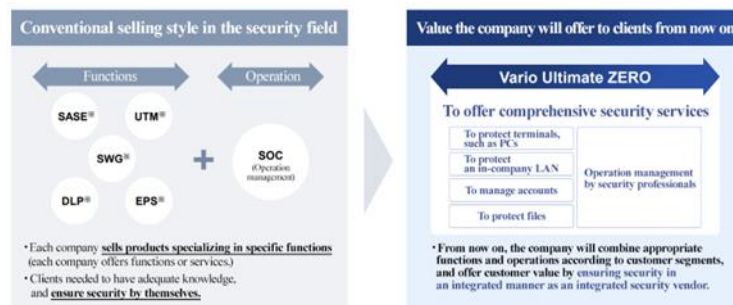 Conventional selling style in the security field
Functions
Operation
SASE※
UTM※
SWG※
DLP※
EPS※
+
SOC
(Operation
management)
・Each company sells products specializing in specific functions
(each company offers functions or services.)
・Clients needed to have adequate knowledge,
and ensure security by themselves.
Value the company will offer to clients from now on
Vario Ultimate ZERO
To offer comprehensive security services
To protect terminals,
such as PCs
To protect
an in-company LAN
To manage accounts
To protect files
Operation management
by security professionals
・From now on, the company will combine appropriate
functions and operations according to customer segments,
and offer customer value by ensuring security in
an integrated manner as an integrated security vendor.